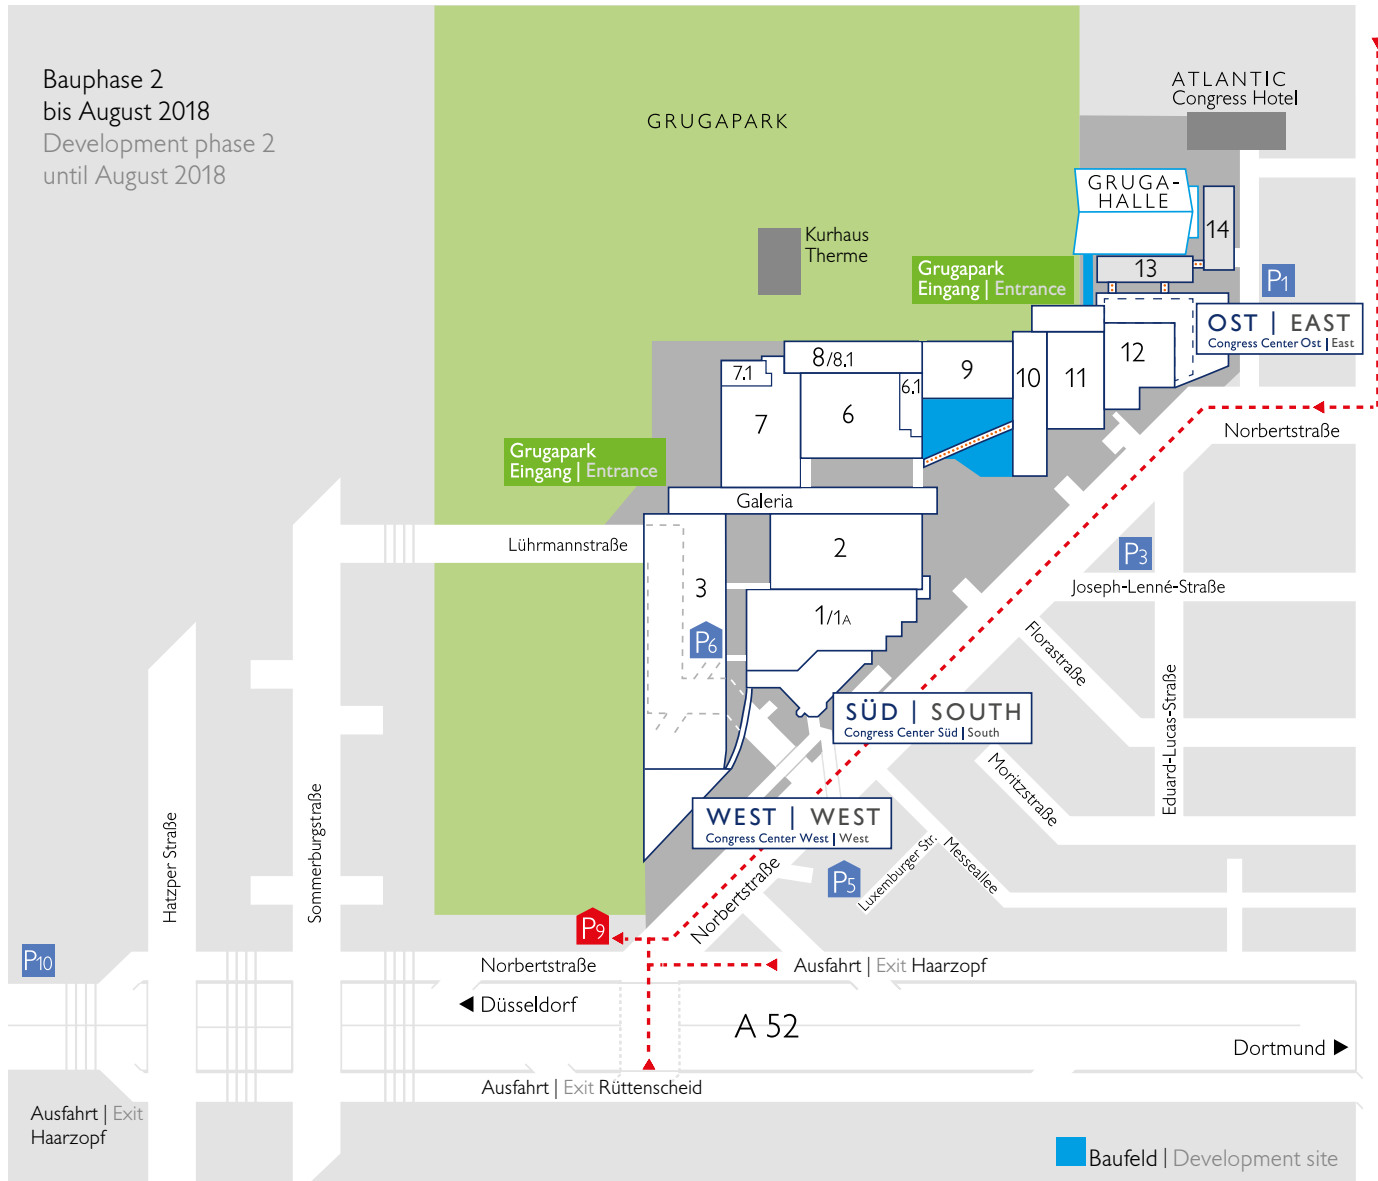 Bauphase 2
bis August 2018
Development phase 2
until August 2018
GRUGAPARK
ATLANTIC
Congress Hotel
GRUGA-
HALLE
14
Kurhaus
Therme
Grugapark
Eingang | Entrance
13
P1
OST | EAST
Congress Center Ost | East
8/8.1
7.1
6.1
9
10
11
12
7
6
Norbertstraße
Grugapark
Eingang | Entrance
Galeria
Lührmannstraße
2
P3
3
Joseph-Lenné-Straße
1/1A
P6
Florastraße
Eduard-Lucas-Straße
SÜD | SOUTH
Congress Center Süd | South
Moritzstraße
WEST | WEST
Congress Center West | West
Hatzper Straße
Sommerburgstraße
Luxemburger Str.
Messeallee
P5
Norbertstraße
P9
P10
Norbertstraße
Ausfahrt | Exit Haarzopf
Düsseldorf
A 52
Dortmund
Ausfahrt | Exit Rüttenscheid
Ausfahrt | Exit
Haarzopf
Baufeld | Development site